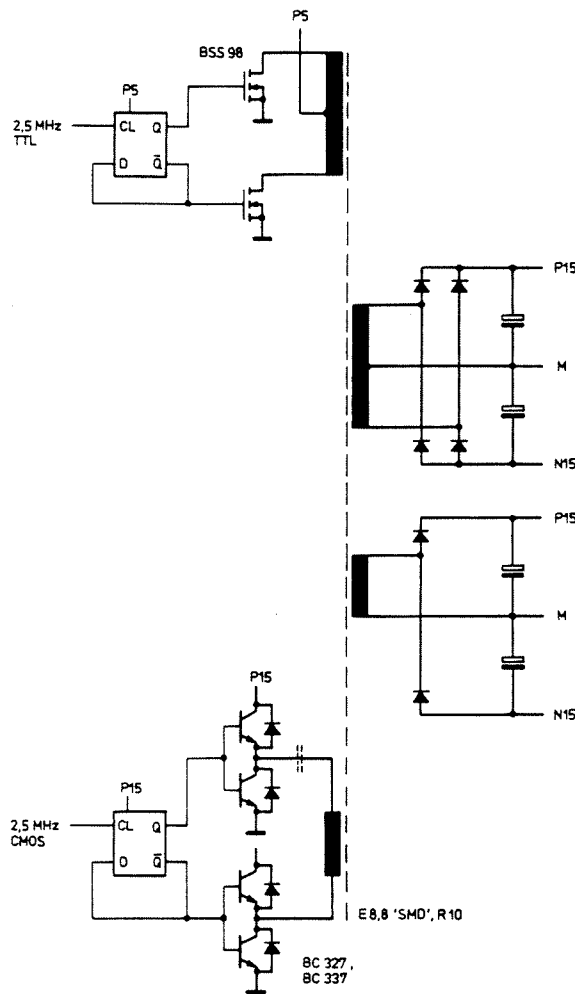 P5
BSS 98
P5
2,5 MHz
TTL
CL Q
D Q̅
P15
M
N15
P15
M
N15
P15
P15
2,5 MHz
CMOS
CL Q
D Q̅
E 8,8 'SMD', R 10
BC 327,
BC 337